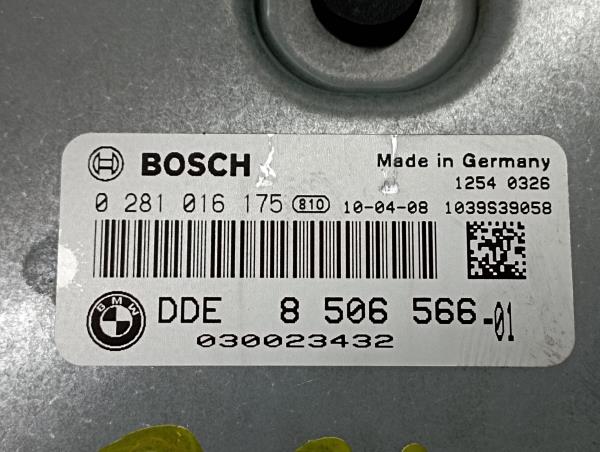 BOSCH Made in Germany
1254 0326
0 281 016 175 810 10-04-08 1039S39058
BMW DDE 8 506 566-01
030023432